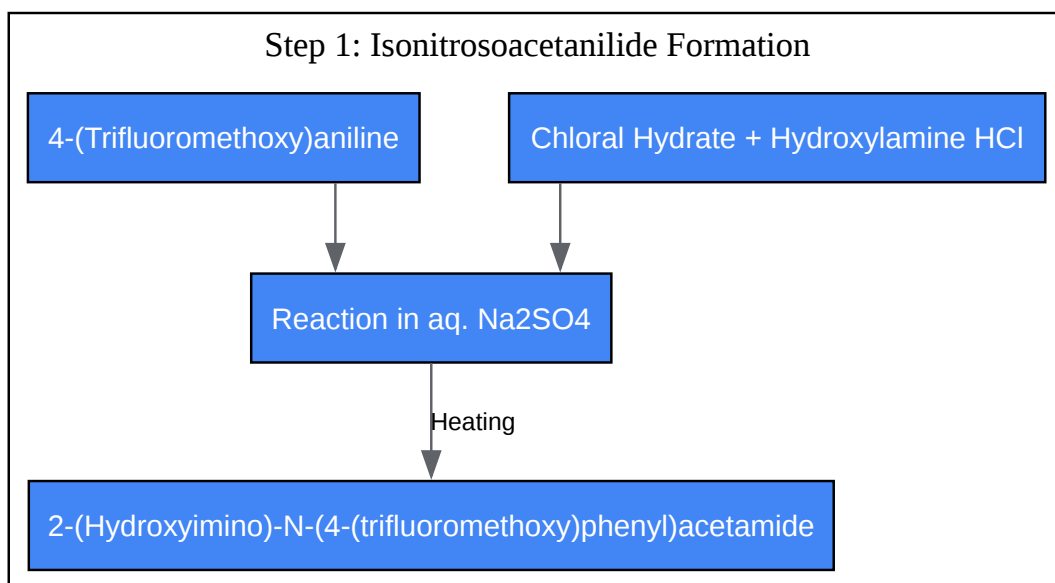 Step 1: Isonitrosoacetanilide Formation
4-(Trifluoromethoxy)aniline
Chloral Hydrate + Hydroxylamine HCl
Reaction in aq. Na2SO4
Heating
2-(Hydroxyimino)-N-(4-(trifluoromethoxy)phenyl)acetamide